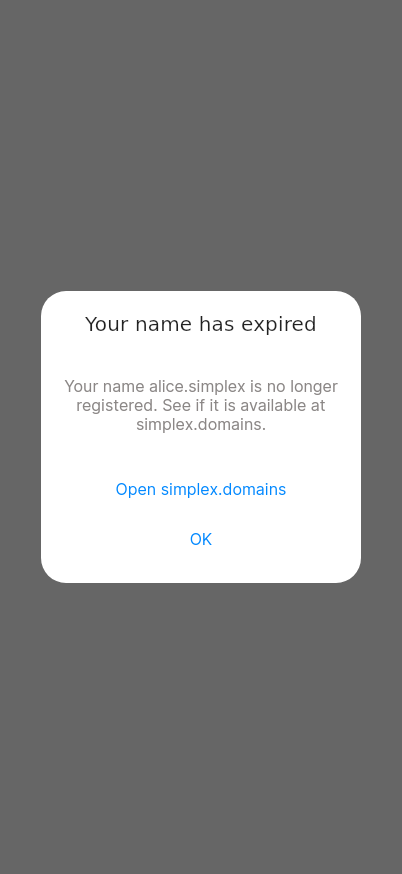 Your name has expired
Your name alice.simplex is no longer
registered. See if it is available at
simplex.domains.
Open simplex.domains
OK